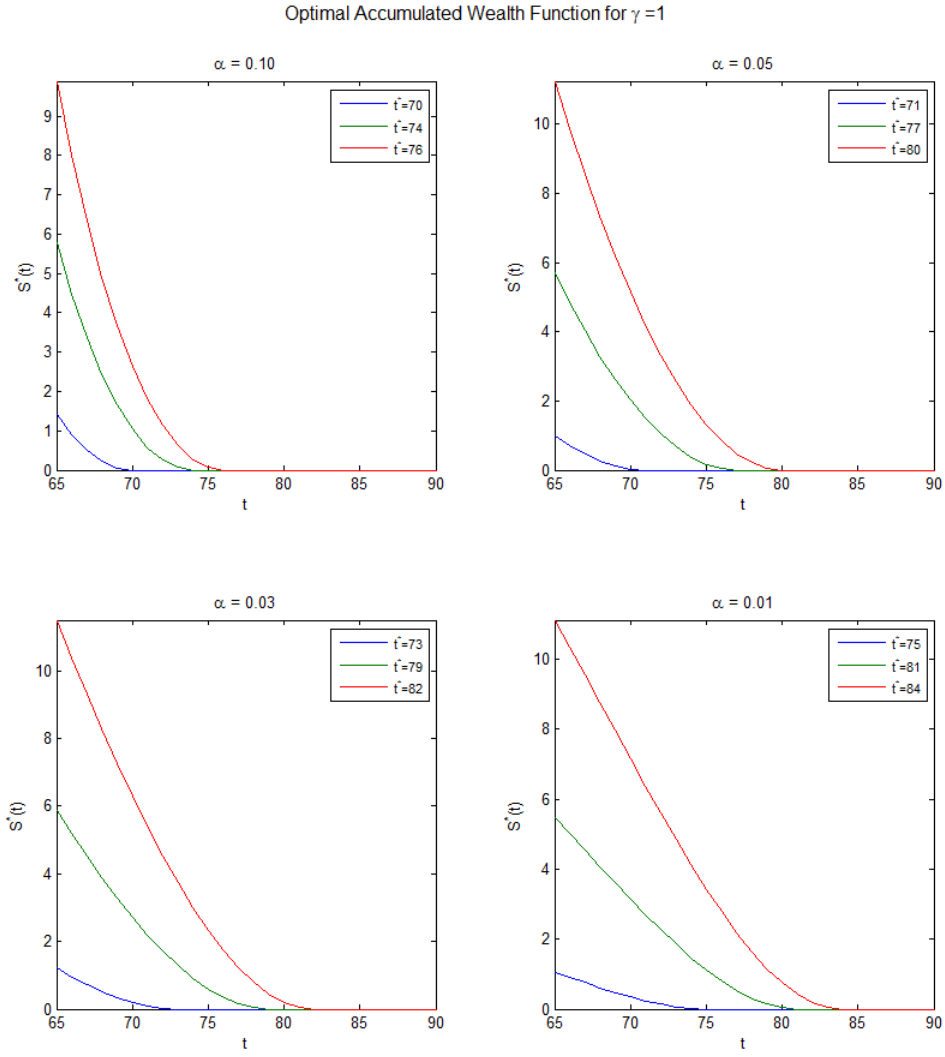 Optimal Accumulated Wealth Function for γ =1
α = 0.10
9
8
7
6
5
4
3
2
1
0
S*(t)
65 70 75 80 85 90
t
t^=70
t^=74
t^=76
α = 0.05
10
8
6
4
2
0
S*(t)
65 70 75 80 85 90
t
t^=71
t^=77
t^=80
α = 0.03
10
8
6
4
2
0
S*(t)
65 70 75 80 85 90
t
t^=73
t^=79
t^=82
α = 0.01
10
8
6
4
2
0
S*(t)
65 70 75 80 85 90
t
t^=75
t^=81
t^=84